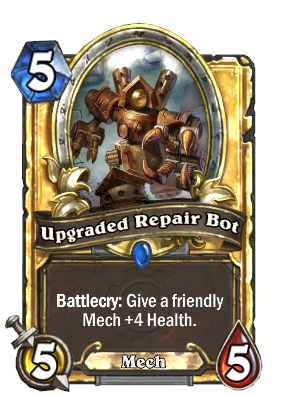 5
Upgraded Repair Bot
Battlecry: Give a friendly
Mech +4 Health.
5
Mech
5